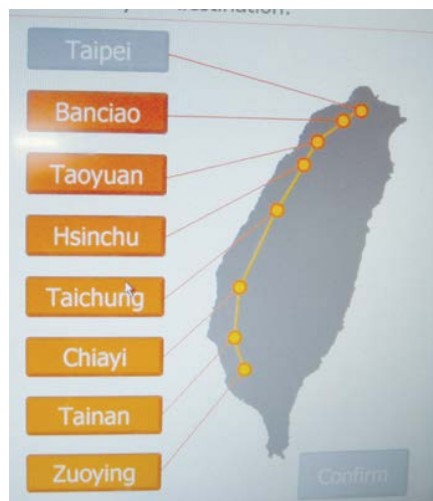 Taipei
Banciao
Taoyuan
Hsinchu
Taichung
Chiayi
Tainan
Zuoying
Confirm